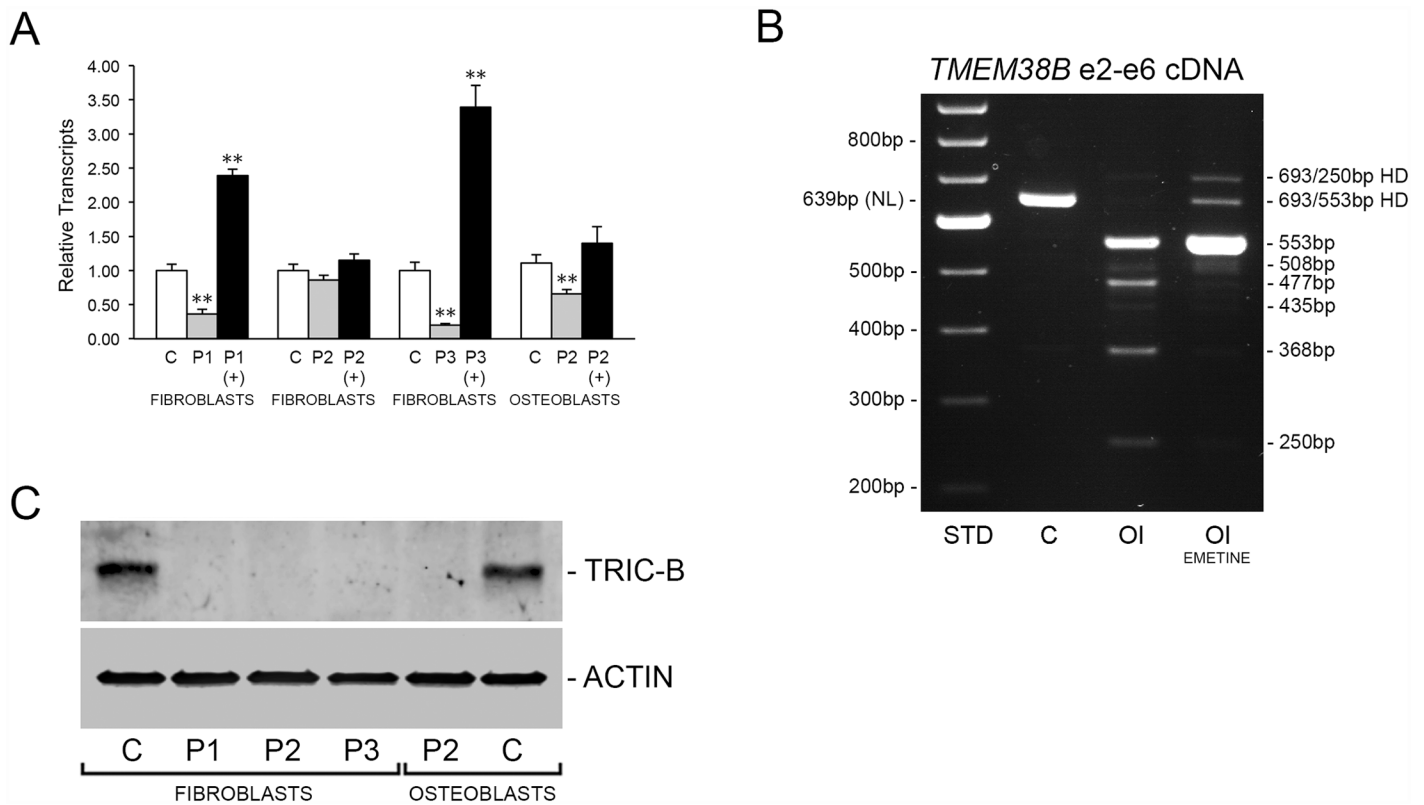 A
4.00
3.50
3.00
2.50
2.00
1.50
1.00
0.50
0.00
Relative Transcripts
** ** ** ** **
C P1 P1 (+) C P2 P2 (+) C P3 P3 (+) C P2 P2 (+)
FIBROBLASTS FIBROBLASTS FIBROBLASTS OSTEOBLASTS
B
TMEM38B e2-e6 cDNA
800bp -
639bp (NL) -
500bp -
400bp -
300bp -
200bp -
- 693/250bp HD
- 693/553bp HD
- 553bp
- 508bp
- 477bp
- 435bp
- 368bp
- 250bp
STD C OI OI
EMETINE
C
- TRIC-B
- ACTIN
C P1 P2 P3 P2 C
FIBROBLASTS OSTEOBLASTS